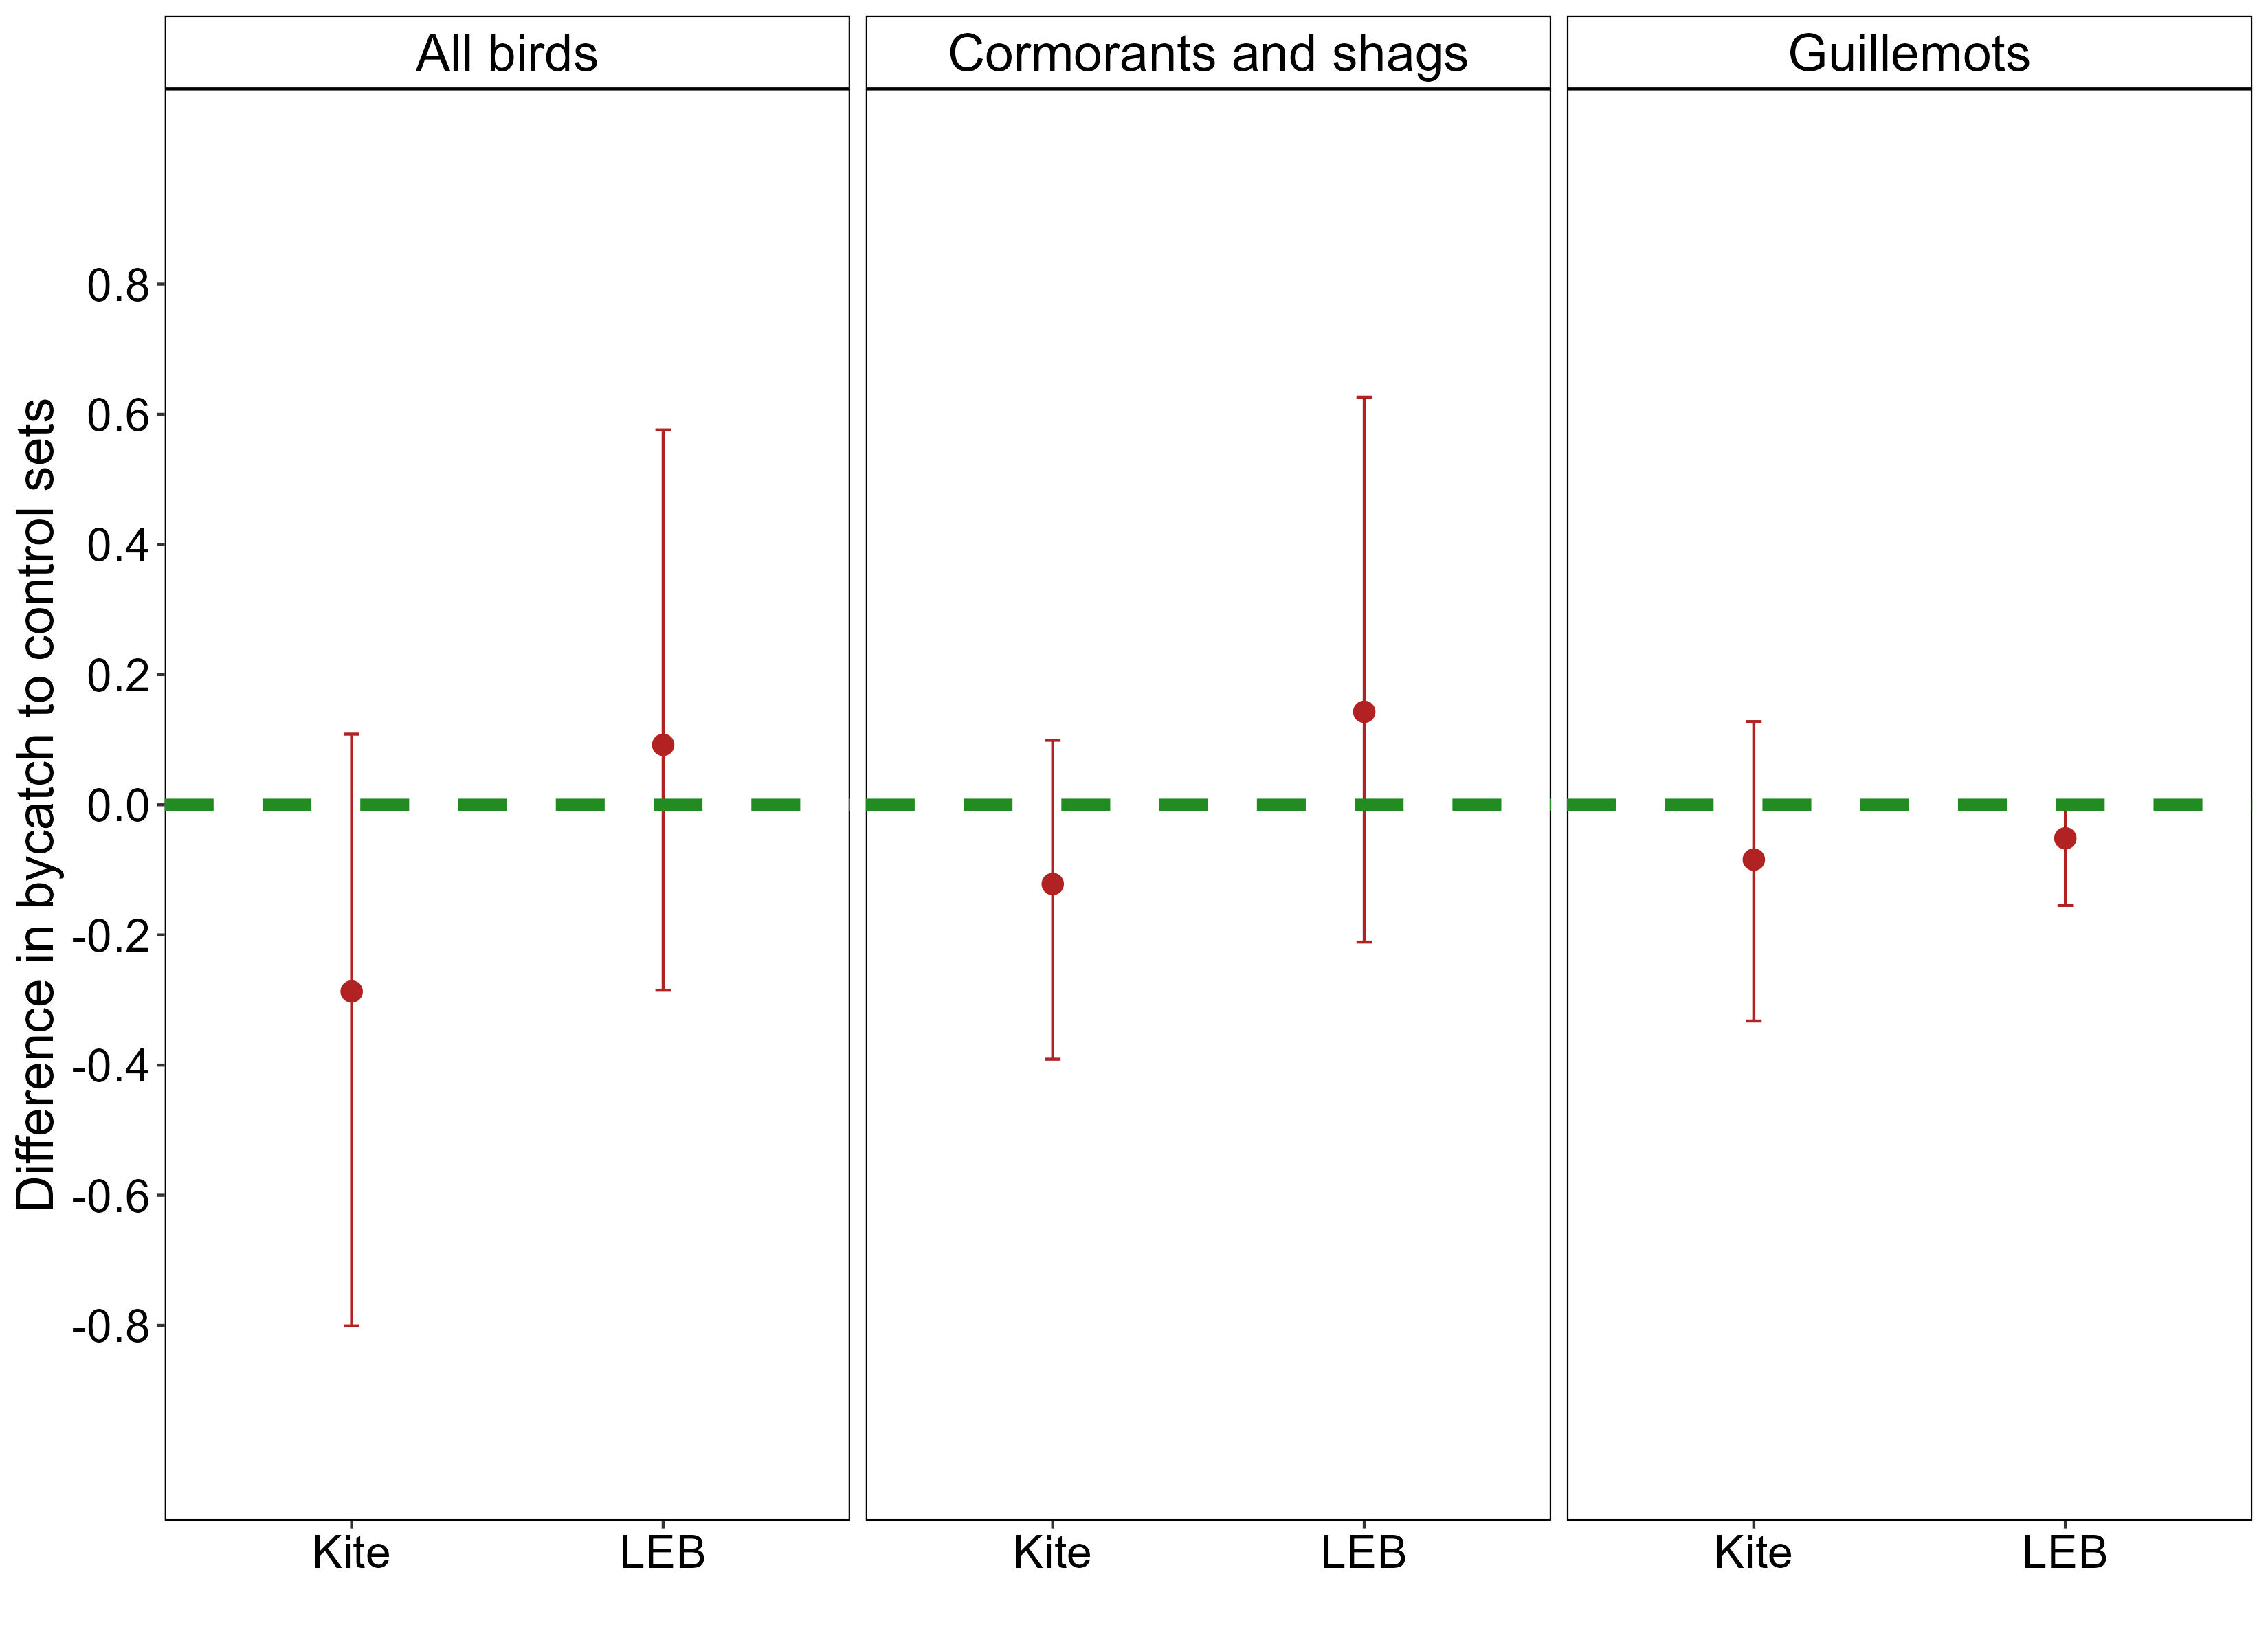 All birds
Cormorants and shags
Guillemots
Difference in bycatch to control sets
0.8
0.6
0.4
0.2
0.0
-0.2
-0.4
-0.6
-0.8
Kite
LEB
Kite
LEB
Kite
LEB